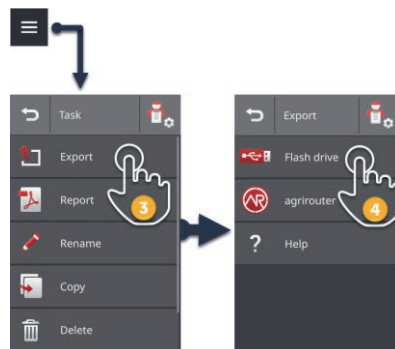 Task
Export
3
Report
Rename
Copy
Delete
Export
Flash drive
4
agrirouter
Help